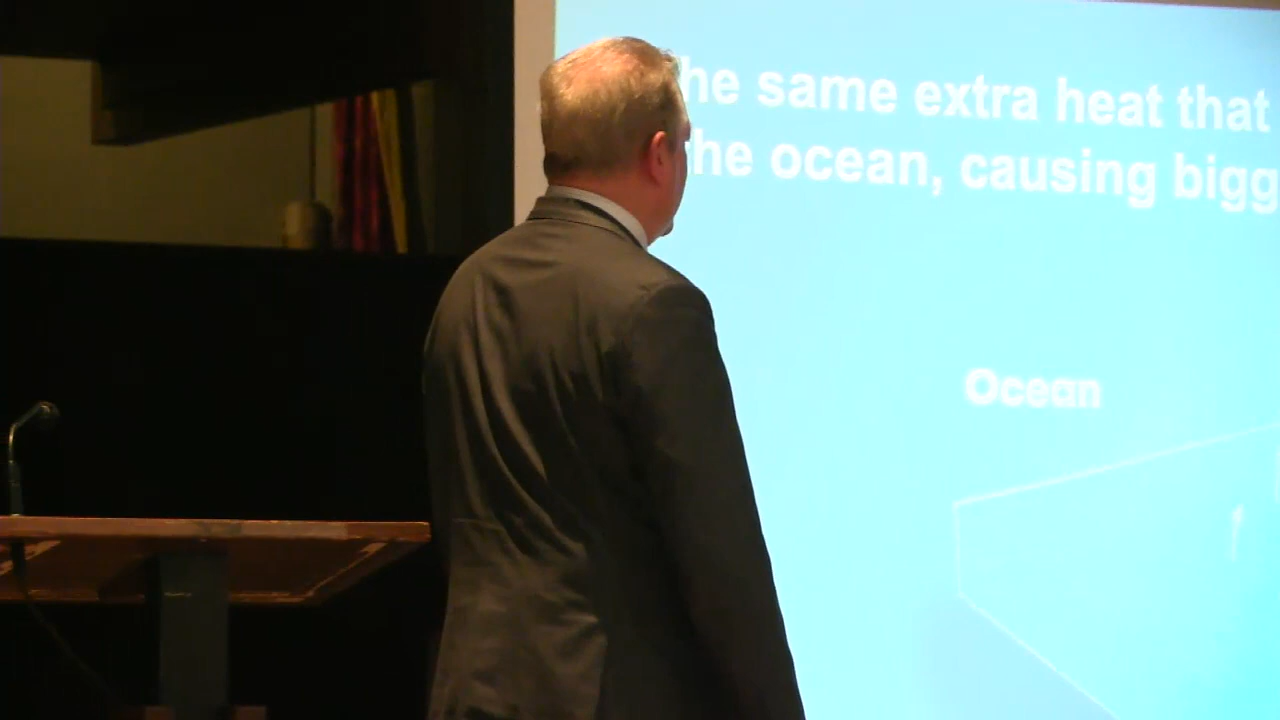 he same extra heat that
he ocean, causing bigg
Ocean